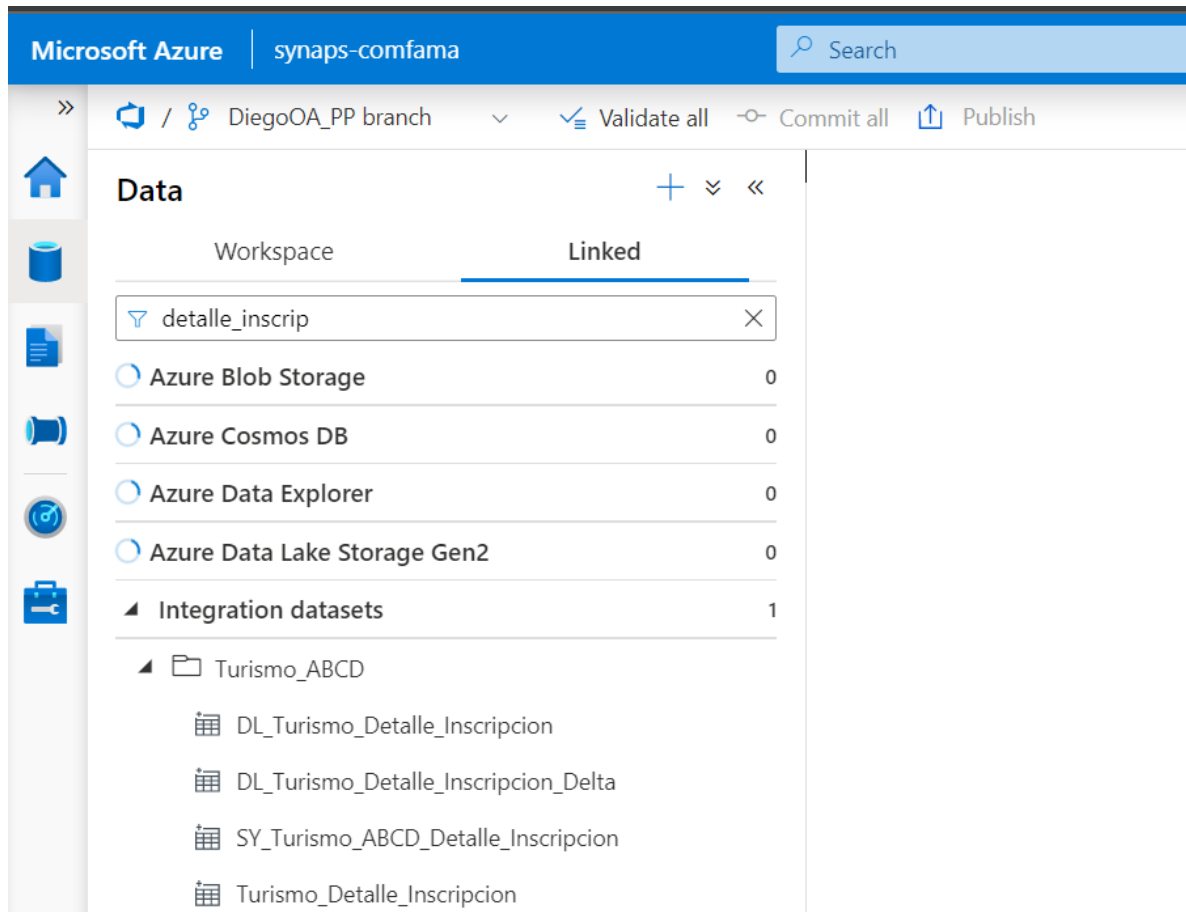 Microsoft Azure synaps-comfama Search
» / DiegoOA_PP branch Validate all Commit all Publish
Data
Workspace Linked
detalle_inscrip
Azure Blob Storage 0
Azure Cosmos DB 0
Azure Data Explorer 0
Azure Data Lake Storage Gen2 0
Integration datasets 1
Turismo_ABCD
DL_Turismo_Detalle_Inscripcion
DL_Turismo_Detalle_Inscripcion_Delta
SY_Turismo_ABCD_Detalle_Inscripcion
Turismo_Detalle_Inscripcion